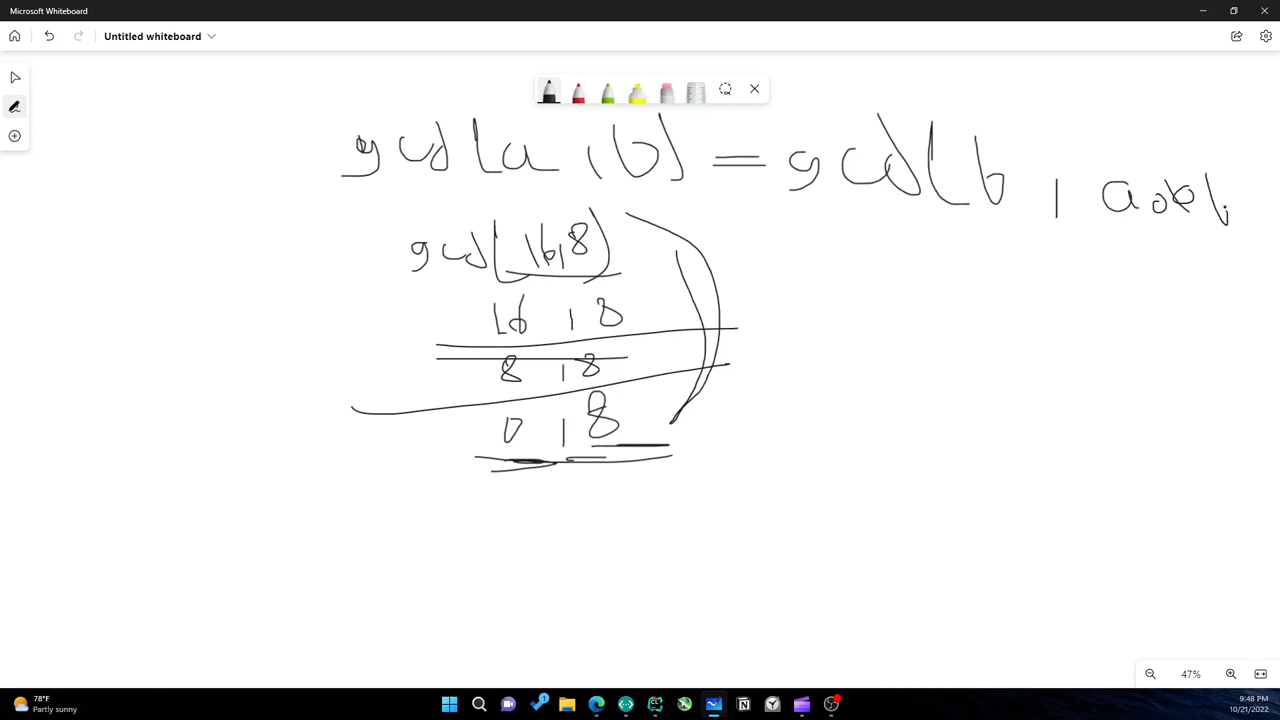 Microsoft Whiteboard
Untitled whiteboard
gcd(a, b) = gcd(b, a%b)
gcd(16,8)
16, 8
8, 8
0, 8
47%
1
78°F
Partly sunny
9:48 PM
10/21/2022